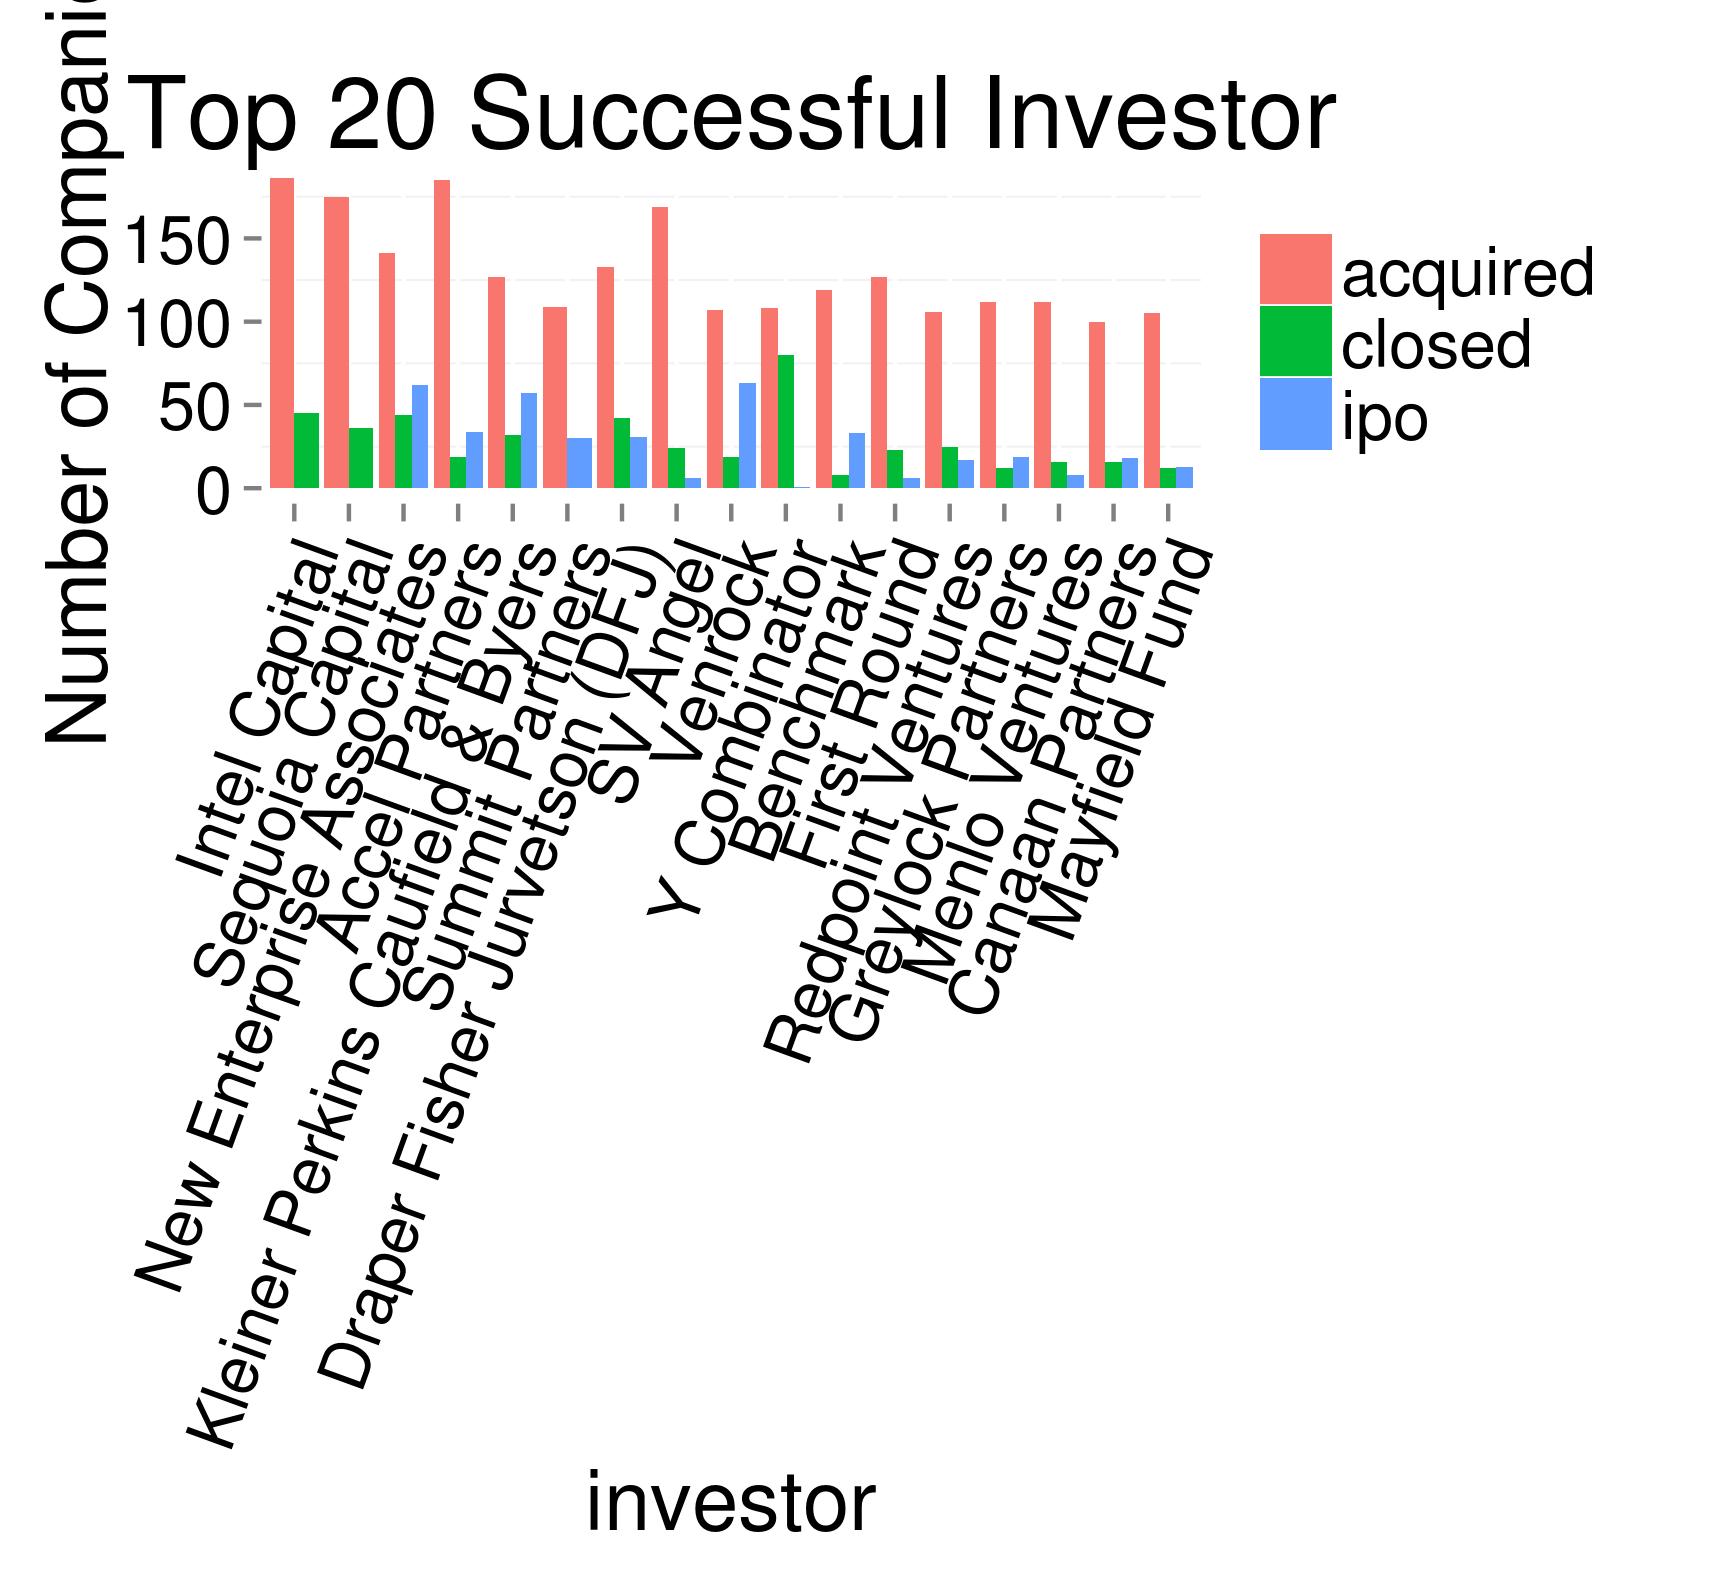 Top 20 Successful Investor
Number of Compani
150
100
50
0
acquired
closed
ipo
Intel Capital
Sequoia Capital
New Enterprise Associates
Accel Partners
Kleiner Perkins Caufield & Byers
Summit Partners
Draper Fisher Jurvetson (DFJ)
SV Angel
Venrock
Y Combinator
Benchmark
First Round
Redpoint Ventures
Greylock Partners
Menlo Ventures
Canaan Partners
Mayfield Fund
investor